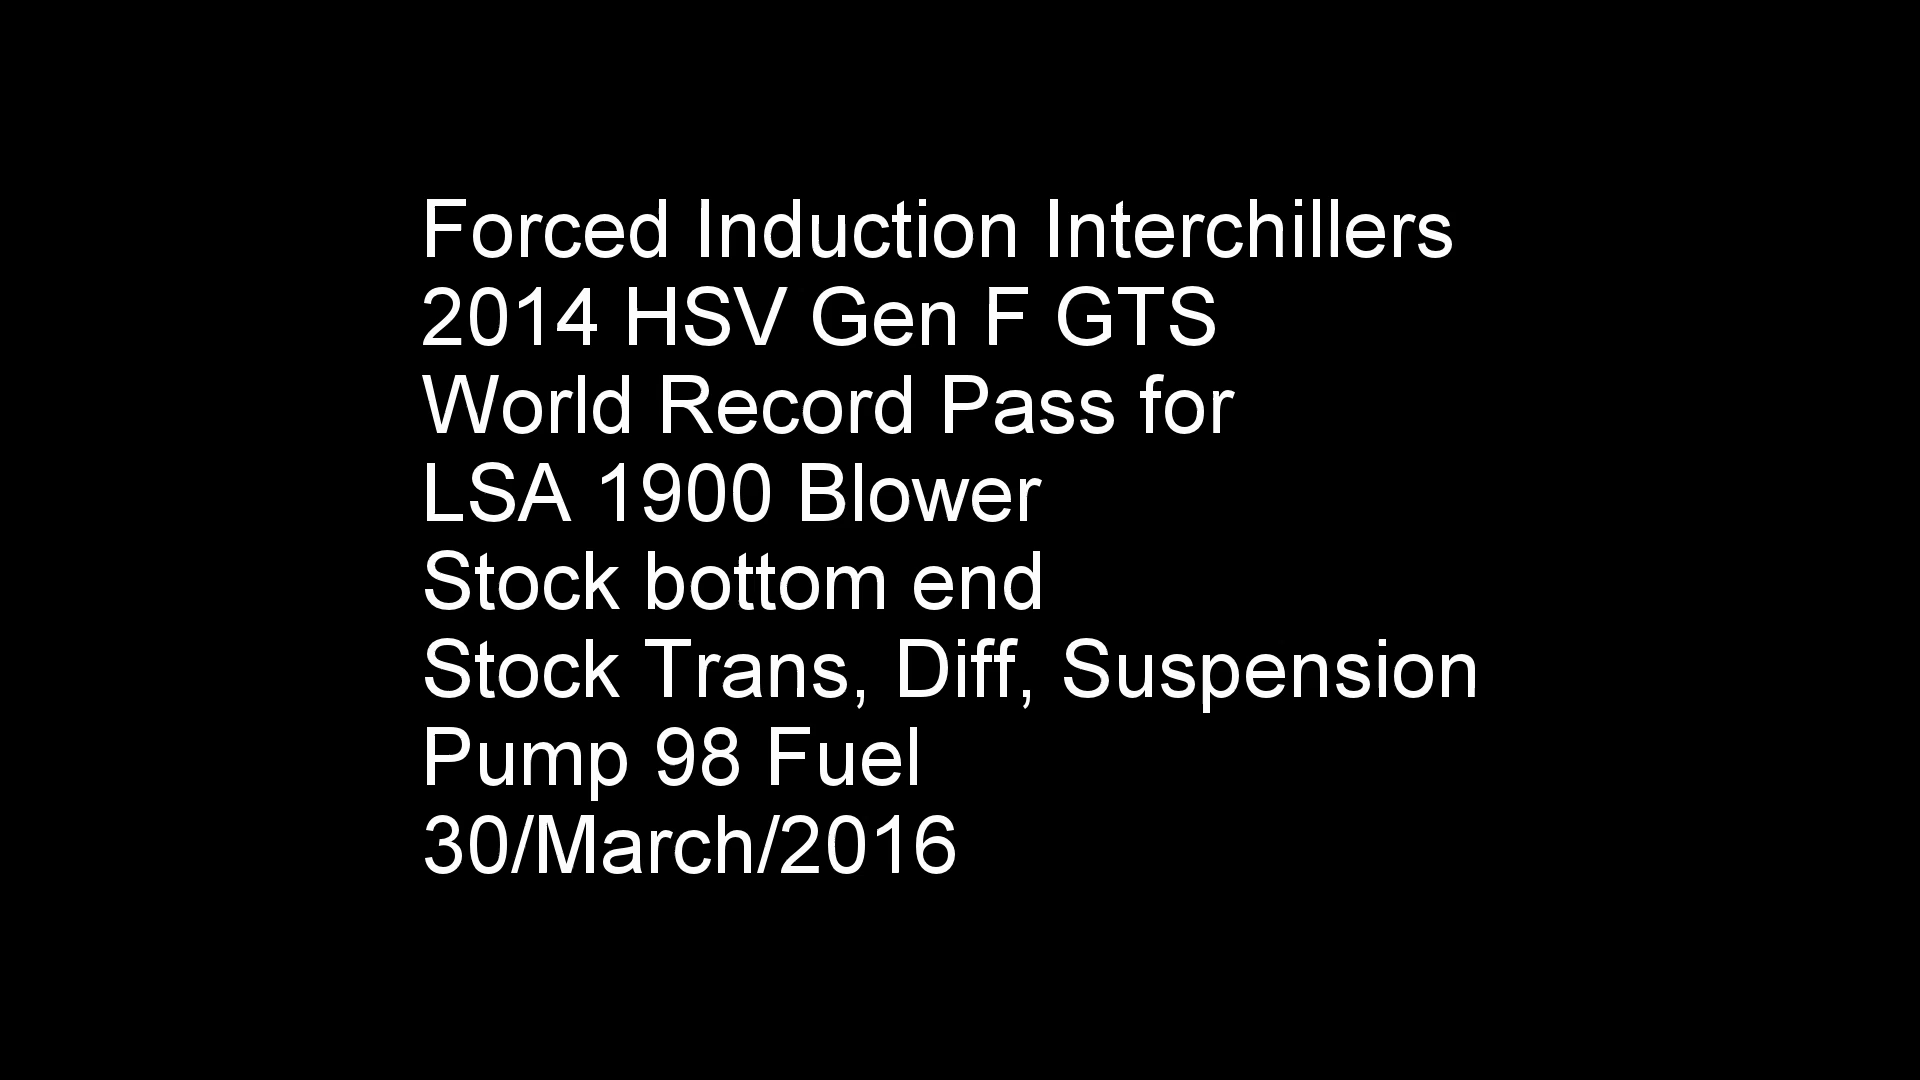 Forced Induction Interchillers
2014 HSV Gen F GTS
World Record Pass for
LSA 1900 Blower
Stock bottom end
Stock Trans, Diff, Suspension
Pump 98 Fuel
30/March/2016